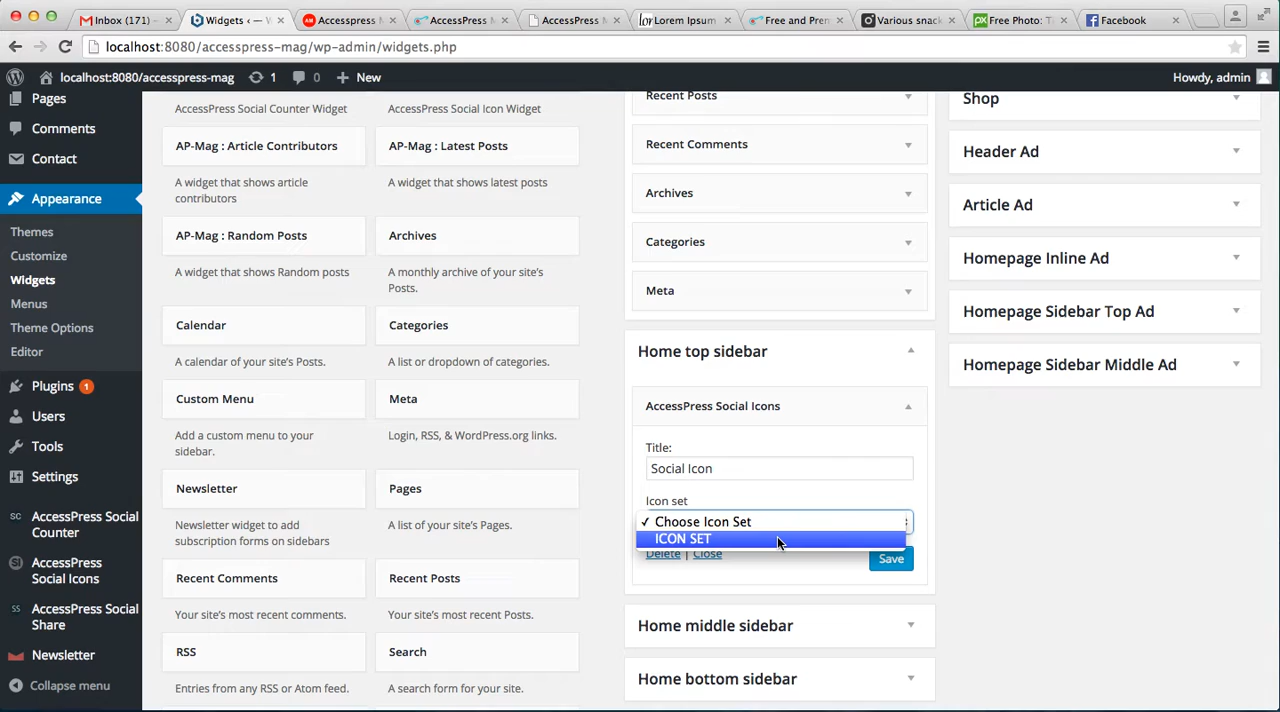 Inbox (171)
Widgets ‹ — W
Accesspress M
AccessPress M
AccessPress M
Lorem Ipsum
Free and Prem
Various snack
Free Photo: T
Facebook
localhost:8080/accesspress-mag/wp-admin/widgets.php
localhost:8080/accesspress-mag
1
0
New
Howdy, admin
Pages
Comments
Contact
Appearance
Themes
Customize
Widgets
Menus
Theme Options
Editor
Plugins 1
Users
Tools
Settings
SC AccessPress Social
Counter
SI AccessPress
Social Icons
SS AccessPress Social
Share
Newsletter
Collapse menu
AccessPress Social Counter Widget
AccessPress Social Icon Widget
AP-Mag : Article Contributors
AP-Mag : Latest Posts
A widget that shows article
contributors
A widget that shows latest posts
AP-Mag : Random Posts
Archives
A widget that shows Random posts
A monthly archive of your site's
Posts.
Calendar
Categories
A calendar of your site's Posts.
A list or dropdown of categories.
Custom Menu
Meta
Add a custom menu to your
sidebar.
Login, RSS, & WordPress.org links.
Newsletter
Pages
Newsletter widget to add
subscription forms on sidebars
A list of your site's Pages.
Recent Comments
Recent Posts
Your site's most recent comments.
Your site's most recent Posts.
RSS
Search
Entries from any RSS or Atom feed.
A search form for your site.
Recent Posts
Recent Comments
Archives
Categories
Meta
Home top sidebar
AccessPress Social Icons
Title:
Social Icon
Icon set
✓ Choose Icon Set
ICON SET
Delete | Close
Save
Home middle sidebar
Home bottom sidebar
Shop
Header Ad
Article Ad
Homepage Inline Ad
Homepage Sidebar Top Ad
Homepage Sidebar Middle Ad